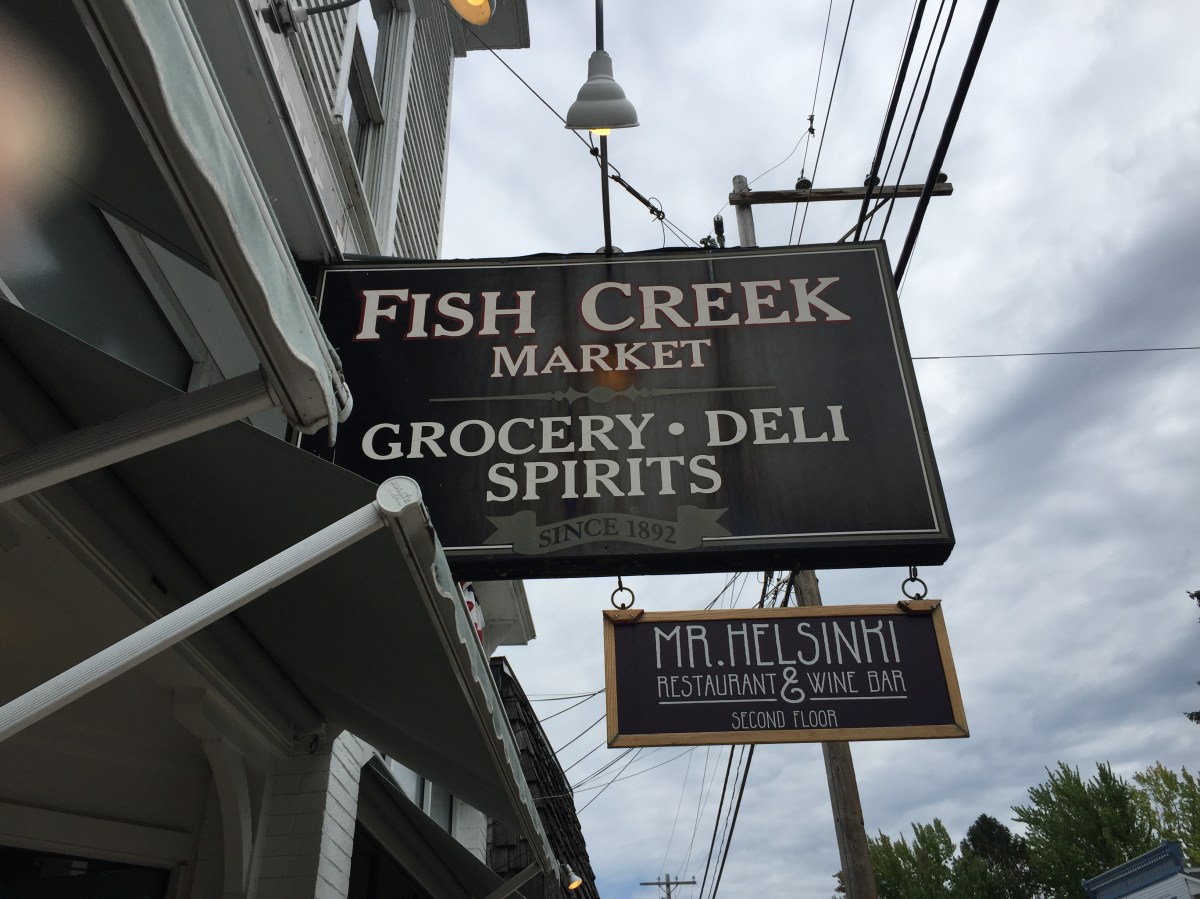 FISH CREEK
MARKET
GROCERY • DELI
SPIRITS
SINCE 1892
MR. HELSINKI
RESTAURANT & WINE BAR
SECOND FLOOR